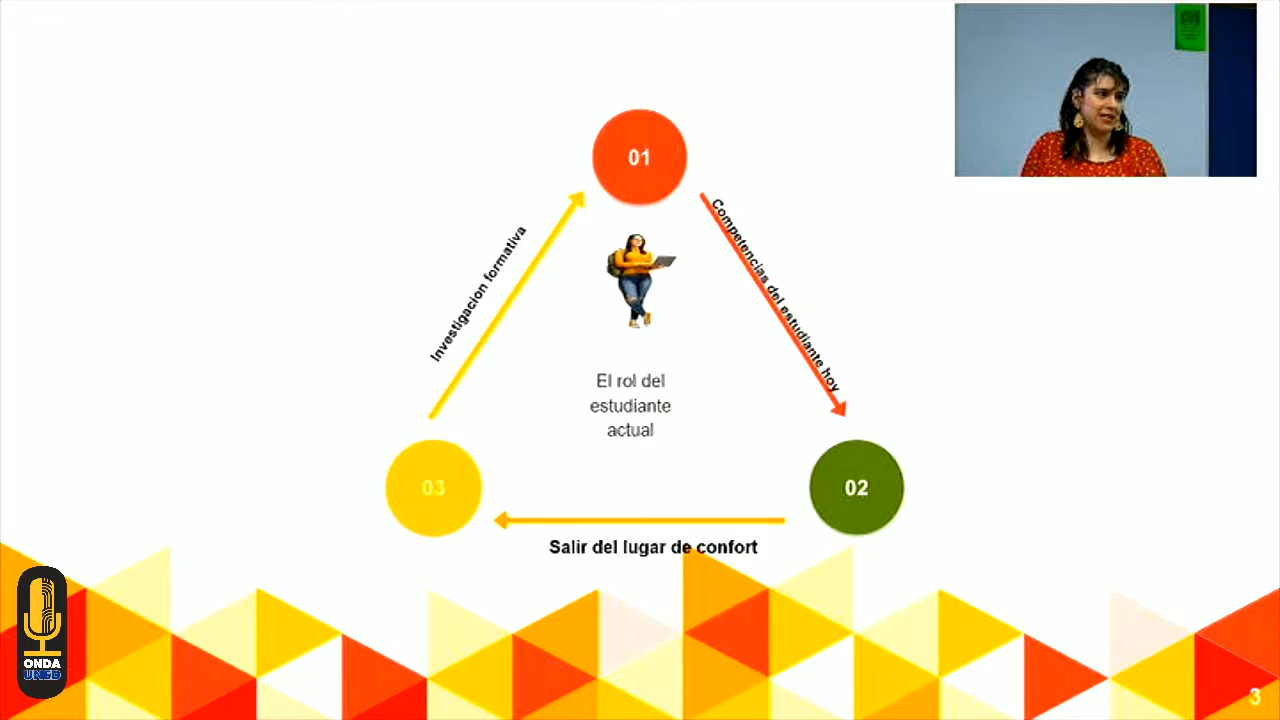 01
Investigacion formativa
Competencias del estudiante hoy
El rol del
estudiante
actual
03
02
Salir del lugar de confort
ONDA
UNED
3